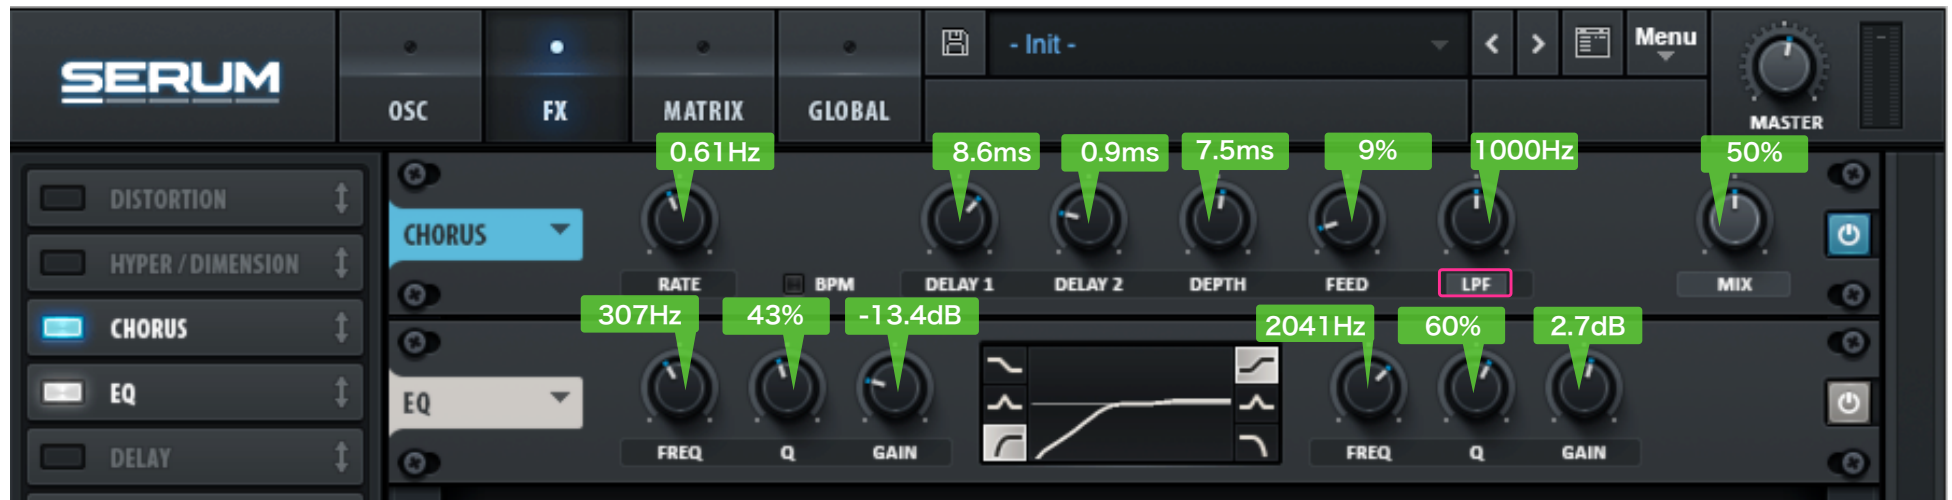 SERUM
OSC
FX
MATRIX
GLOBAL
- Init -
Menu
MASTER
DISTORTION
HYPER / DIMENSION
CHORUS
EQ
DELAY
CHORUS
0.61Hz
8.6ms
0.9ms
7.5ms
9%
1000Hz
50%
RATE
BPM
DELAY 1
DELAY 2
DEPTH
FEED
LPF
MIX
EQ
307Hz
43%
-13.4dB
2041Hz
60%
2.7dB
FREQ
Q
GAIN
FREQ
Q
GAIN